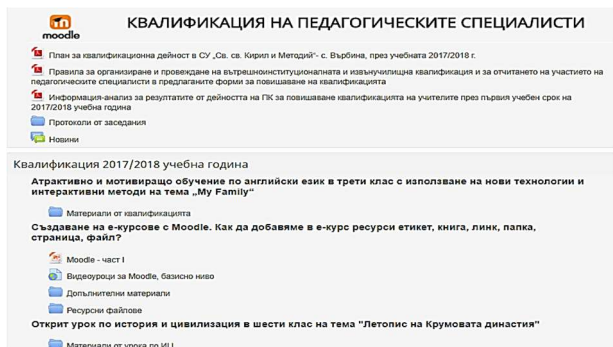 КВАЛИФИКАЦИЯ НА ПЕДАГОГИЧЕСКИТЕ СПЕЦИАЛИСТИ
moodle
План за квалификационна дейност в СУ „Св. св. Кирил и Методий“- с. Върбина, през учебната 2017/2018 г.
Правила за организиране и провеждане на вътрешноинституционалната и извънучилищна квалификация и за отчитането на участието на
педагогическите специалисти в предлаганите форми за повишаване на квалификацията
Информация-анализ за резултатите от дейността на ПК за повишаване квалификацията на учителите през първия учебен срок на
2017/2018 учебна година
Протоколи от заседания
Новини
Квалификация 2017/2018 учебна година
Атрактивно и мотивиращо обучение по английски език в трети клас с използване на нови технологии и
интерактивни методи на тема „My Family“
Материали от квалификацията
Създаване на е-курсове с Moodle. Как да добавяме в е-курс ресурси етикет, книга, линк, папка,
страница, файл?
Moodle - част I
Видеоуроци за Moodle, базисно ниво
Допълнителни материали
Ресурсни файлове
Открит урок по история и цивилизация в шести клас на тема "Летопис на Крумовата династия"
Материали от урока по ИЦ